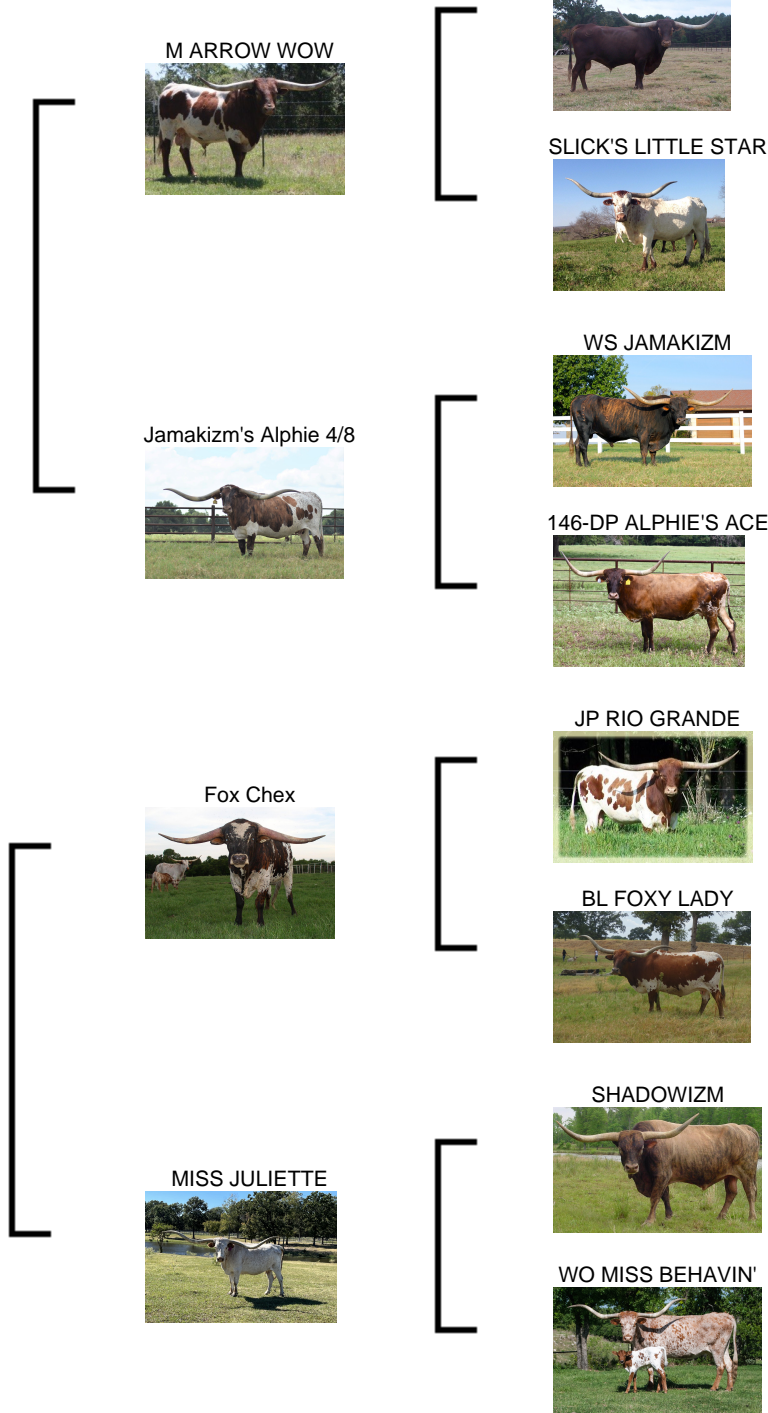 M ARROW WOW
SLICK'S LITTLE STAR
WS JAMAKIZM
Jamakizm's Alphie 4/8
146-DP ALPHIE'S ACE
JP RIO GRANDE
Fox Chex
BL FOXY LADY
SHADOWIZM
MISS JULIETTE
WO MISS BEHAVIN'